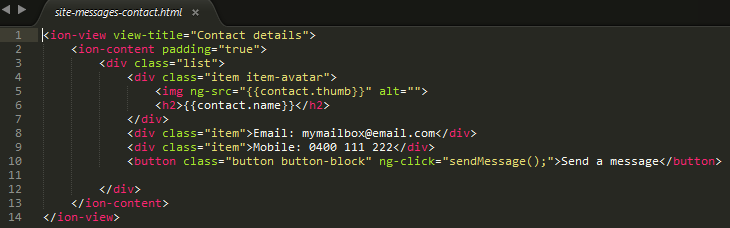 site-messages-contact.html ×
1 <ion-view view-title="Contact details">
2     <ion-content padding="true">
3         <div class="list">
4             <div class="item item-avatar">
5                 <img ng-src="{{contact.thumb}}" alt="">
6                 <h2>{{contact.name}}</h2>
7             </div>
8             <div class="item">Email: mymailbox@email.com</div>
9             <div class="item">Mobile: 0400 111 222</div>
10             <button class="button button-block" ng-click="sendMessage();">Send a message</button>
11
12         </div>
13     </ion-content>
14 </ion-view>